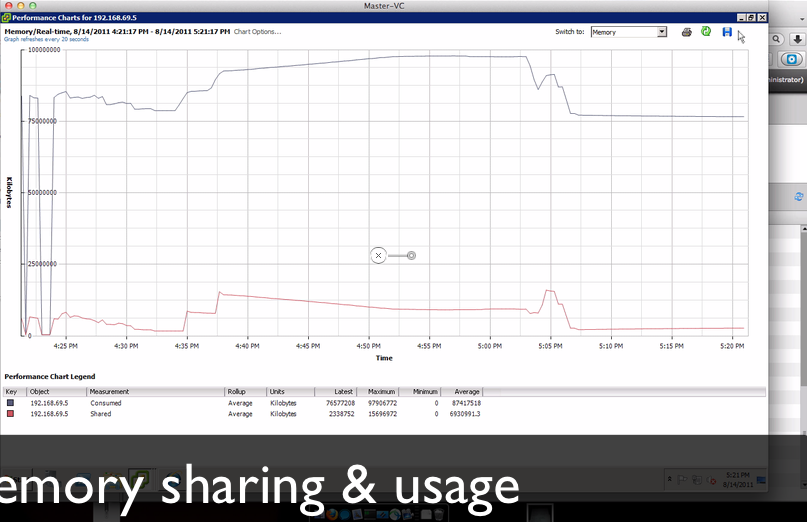 Master-VC
Performance Charts for 192.168.69.5
Memory/Real-time, 8/14/2011 4:21:17 PM - 8/14/2011 5:21:17 PM Chart Options...
Switch to: Memory
Graph refreshes every 20 seconds
100000000
75000000
50000000
25000000
0
Kilobytes
4:25 PM 4:30 PM 4:35 PM 4:40 PM 4:45 PM 4:50 PM 4:55 PM 5:00 PM 5:05 PM 5:10 PM 5:15 PM 5:20 PM
Time
Performance Chart Legend
Key Object Measurement Rollup Units Latest Maximum Minimum Average
192.168.69.5 Consumed Average Kilobytes 76577208 97906772 0 87417518
192.168.69.5 Shared Average Kilobytes 2338752 15696972 0 6930991.3
ministrator)
emory sharing & usage
5:21 PM
8/14/2011